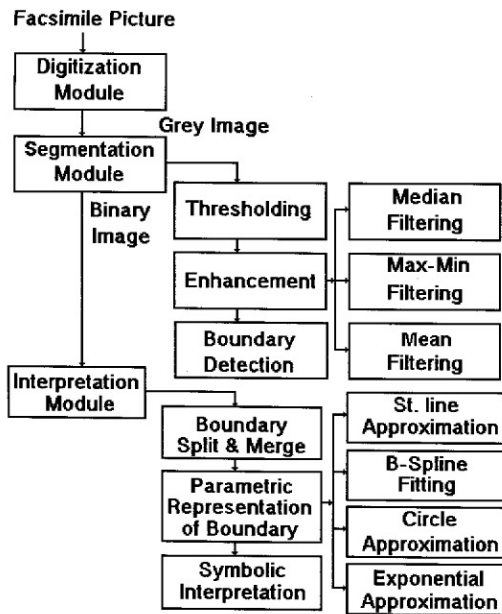 Facsimile Picture
Digitization
Module
Grey Image
Segmentation
Module
Binary
Image
Thresholding
Enhancement
Boundary
Detection
Median
Filtering
Max-Min
Filtering
Mean
Filtering
Interpretation
Module
Boundary
Split & Merge
Parametric
Representation
of Boundary
Symbolic
Interpretation
St. line
Approximation
B-Spline
Fitting
Circle
Approximation
Exponential
Approximation